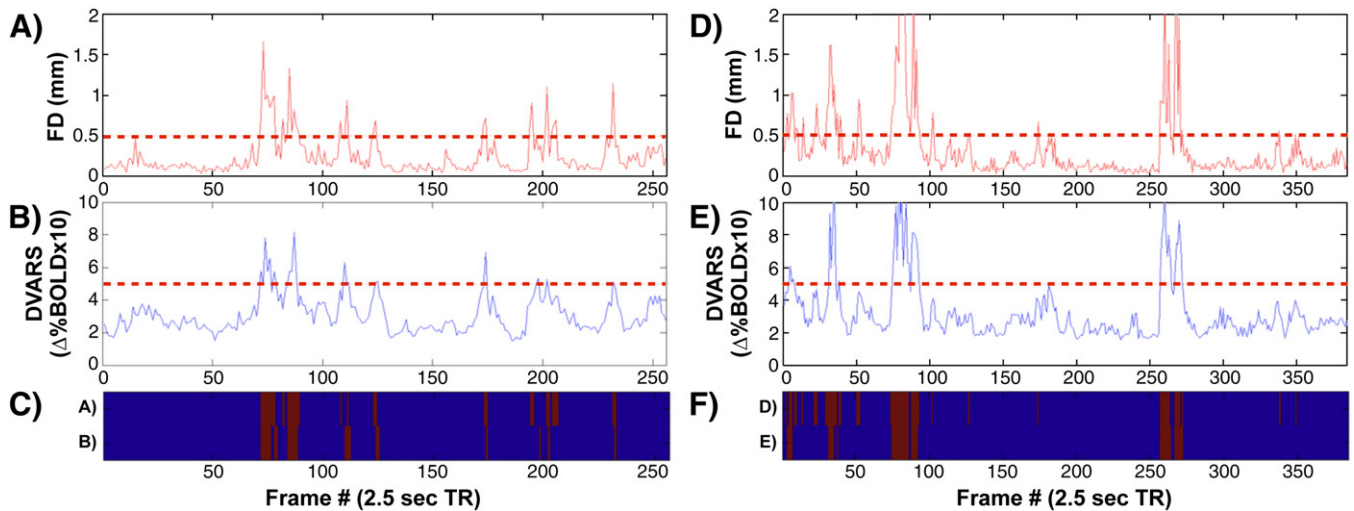 A)
FD (mm)
2
1.5
1
0.5
0
0 50 100 150 200 250
B)
DVARS
(Δ%BOLDx10)
10
8
6
4
2
0
0 50 100 150 200 250
C)
A)
B)
50 100 150 200 250
Frame # (2.5 sec TR)
D)
FD (mm)
2
1.5
1
0.5
0
0 50 100 150 200 250 300 350
E)
DVARS
(Δ%BOLDx10)
10
8
6
4
2
0
0 50 100 150 200 250 300 350
F)
D)
E)
50 100 150 200 250 300 350
Frame # (2.5 sec TR)